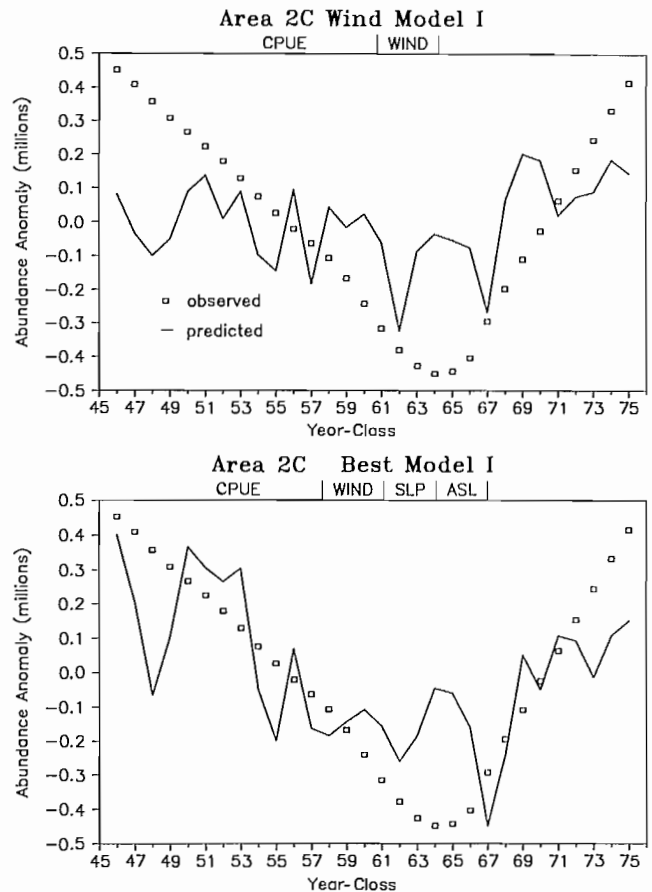 Area 2C Wind Model I
CPUE WIND
Abundance Anomaly (millions)
0.5
0.4
0.3
0.2
0.1
0.0
−0.1
−0.2
−0.3
−0.4
−0.5
observed
predicted
45 47 49 51 53 55 57 59 61 63 65 67 69 71 73 75
Year-Class
Area 2C Best Model I
CPUE WIND SLP ASL
Abundance Anomaly (millions)
0.5
0.4
0.3
0.2
0.1
0.0
−0.1
−0.2
−0.3
−0.4
−0.5
45 47 49 51 53 55 57 59 61 63 65 67 69 71 73 75
Year-Class